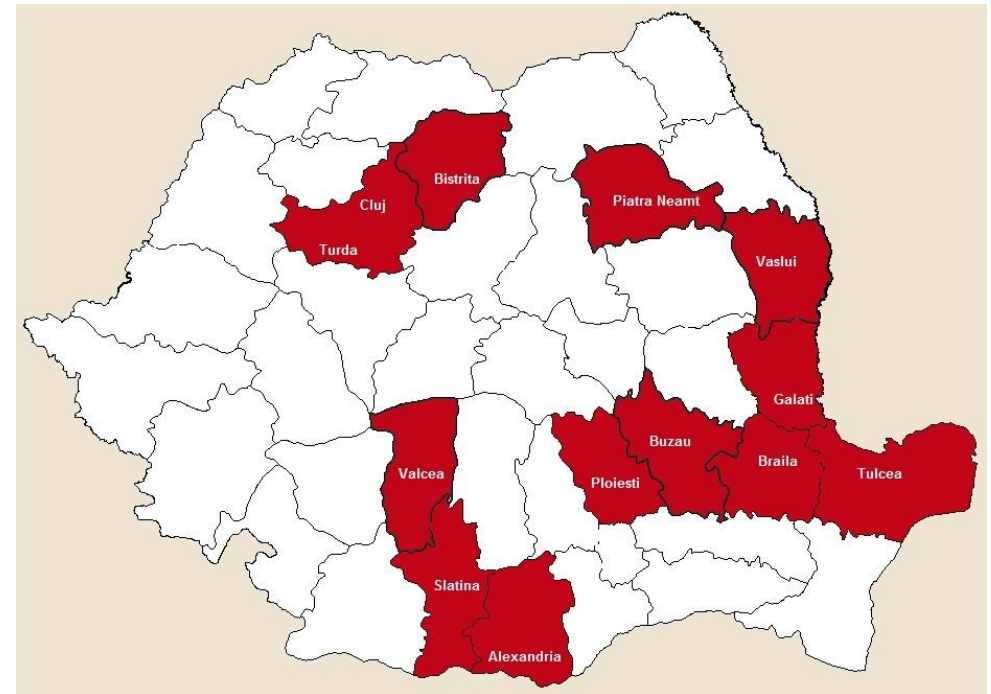 Bistrita
Cluj
Piatra Neamt
Turda
Vaslui
Galati
Buzau
Braila
Valcea
Ploiesti
Tulcea
Slatina
Alexandria